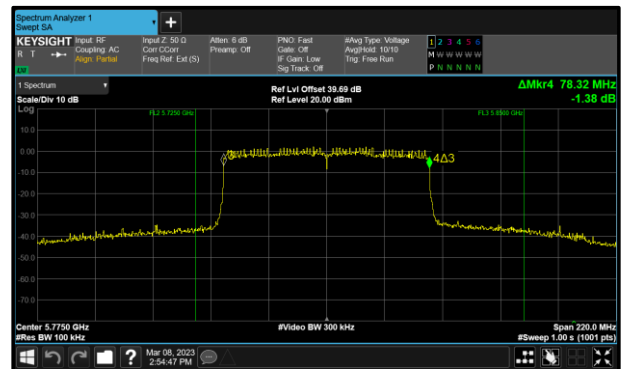 Spectrum Analyzer 1
Swept SA
KEYSIGHT
R T
Input: RF
Coupling: AC
Align: Partial
Input Z: 50 Ω
Corr CCorr
Freq Ref: Ext (S)
Atten: 6 dB
Preamp: Off
PNO: Fast
Gate: Off
IF Gain: Low
Sig Track: Off
#Avg Type: Voltage
Avg|Hold: 10/10
Trig: Free Run
1 2 3 4 5 6
M W W W W W
P N N N N N
1 Spectrum
Scale/Div 10 dB
Log
Ref Lvl Offset 39.69 dB
Ref Level 20.00 dBm
ΔMkr4 78.32 MHz
-1.38 dB
FL2 5.7250 GHz
FL3 5.8500 GHz
10.0
0.00
-10.0
-20.0
-30.0
-40.0
-50.0
-60.0
-70.0
4Δ3
Center 5.7750 GHz
#Res BW 100 kHz
#Video BW 300 kHz
Span 220.0 MHz
#Sweep 1.00 s (1001 pts)
?
Mar 08, 2023
2:54:47 PM